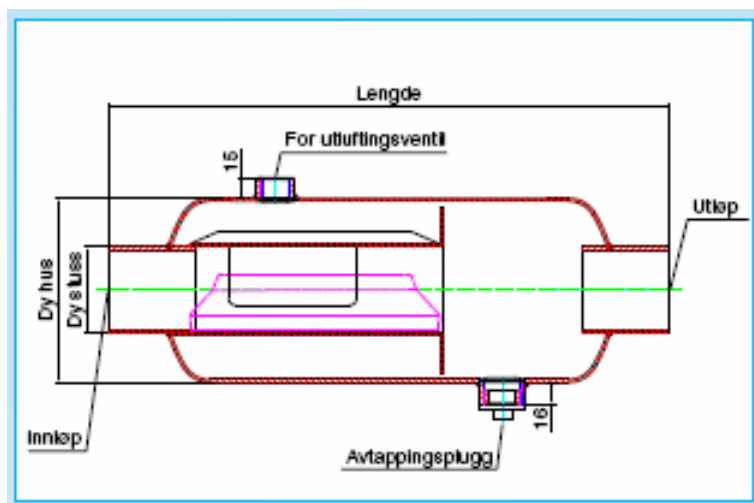 Lengde
For utluftingsventil
15
Utløp
Dy hus
Dy stuss
Innløp
16
Avtappingsplugg